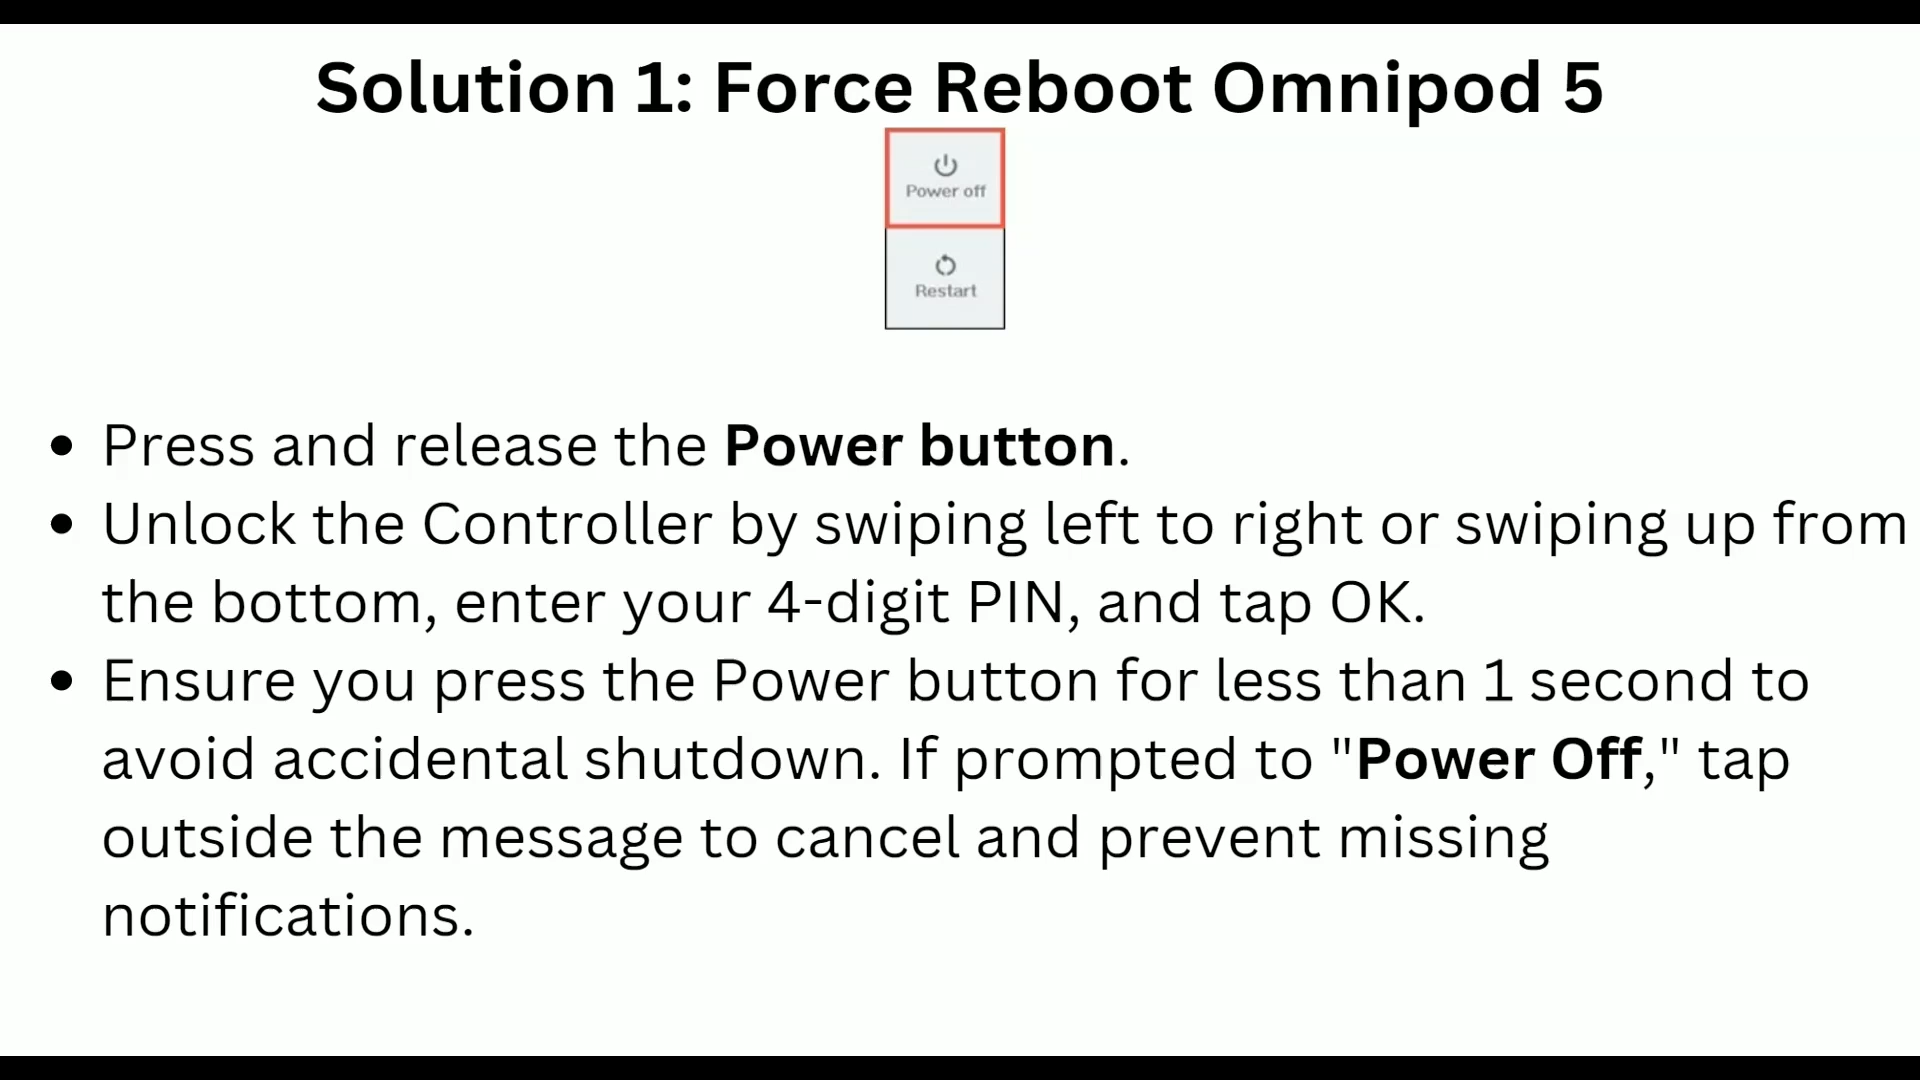 Solution 1: Force Reboot Omnipod 5
Power off
Restart
• Press and release the Power button.
• Unlock the Controller by swiping left to right or swiping up from
the bottom, enter your 4-digit PIN, and tap OK.
• Ensure you press the Power button for less than 1 second to
avoid accidental shutdown. If prompted to "Power Off," tap
outside the message to cancel and prevent missing
notifications.